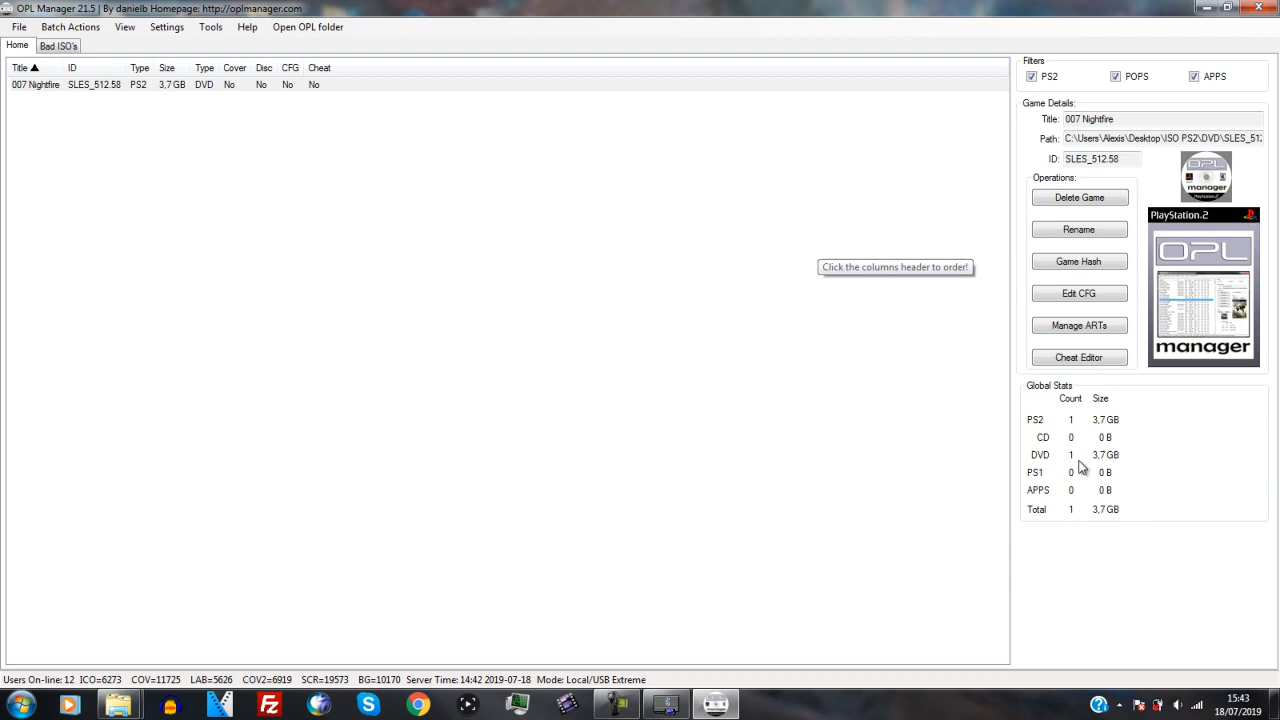 OPL Manager 21.5 | By danielb Homepage: http://oplmanager.com
File Batch Actions View Settings Tools Help Open OPL folder
Home Bad ISO's
Title ID Type Size Type Cover Disc CFG Cheat
007 Nightfire SLES_512.58 PS2 3,7 GB DVD No No No No
Click the columns header to order!
Filters
PS2 POPS APPS
Game Details:
Title: 007 Nightfire
Path: C:\Users\Alexis\Desktop\ISO PS2\DVD\SLES_512
ID: SLES_512.58
Operations:
Delete Game
Rename
Game Hash
Edit CFG
Manage ARTs
Cheat Editor
OPL
manager
PlayStation.2
OPL
manager
Global Stats
Count Size
PS2 1 3,7 GB
CD 0 0 B
DVD 1 3,7 GB
PS1 0 0 B
APPS 0 0 B
Total 1 3,7 GB
Users On-line: 12 ICO=6273 COV=11725 LAB=5626 COV2=6919 SCR=19573 BG=10170 Server Time: 14:42 2019-07-18 Mode: Local/USB Extreme
15:43
18/07/2019